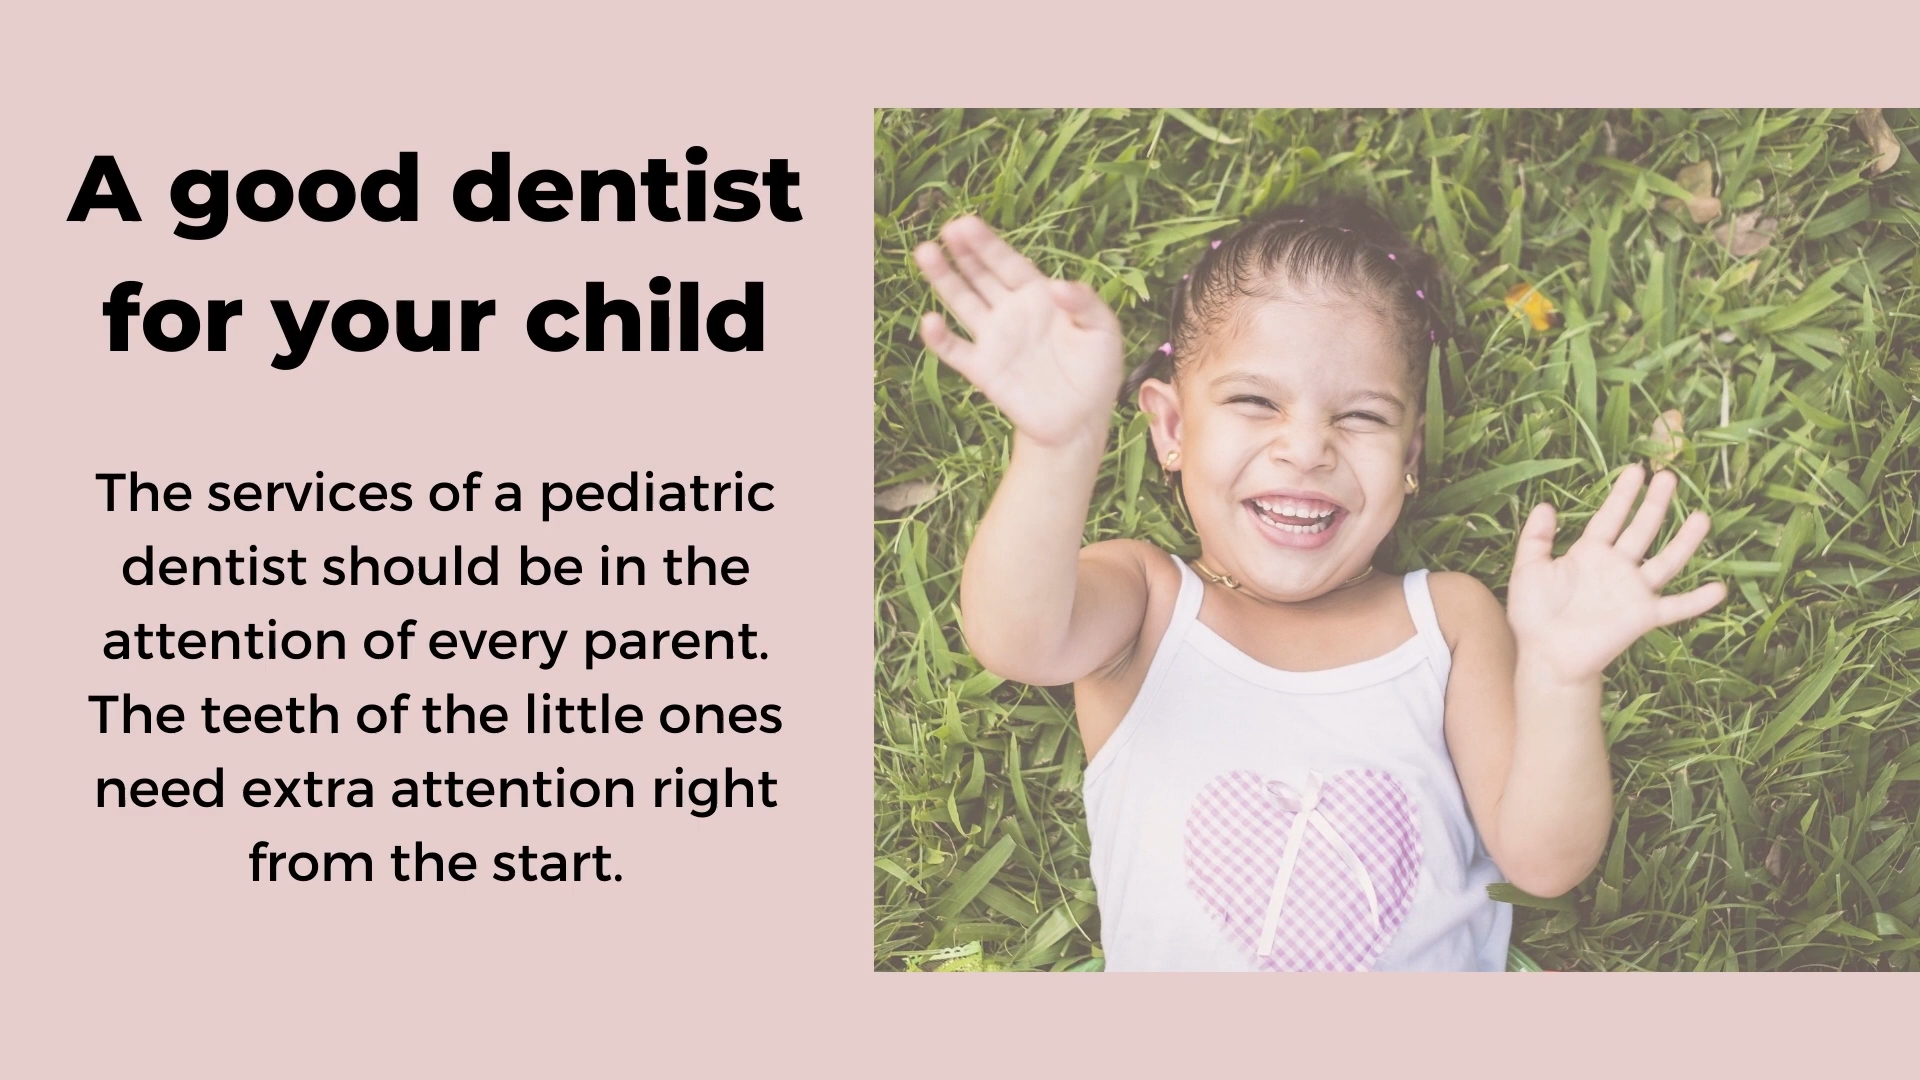 A good dentist
for your child
The services of a pediatric
dentist should be in the
attention of every parent.
The teeth of the little ones
need extra attention right
from the start.